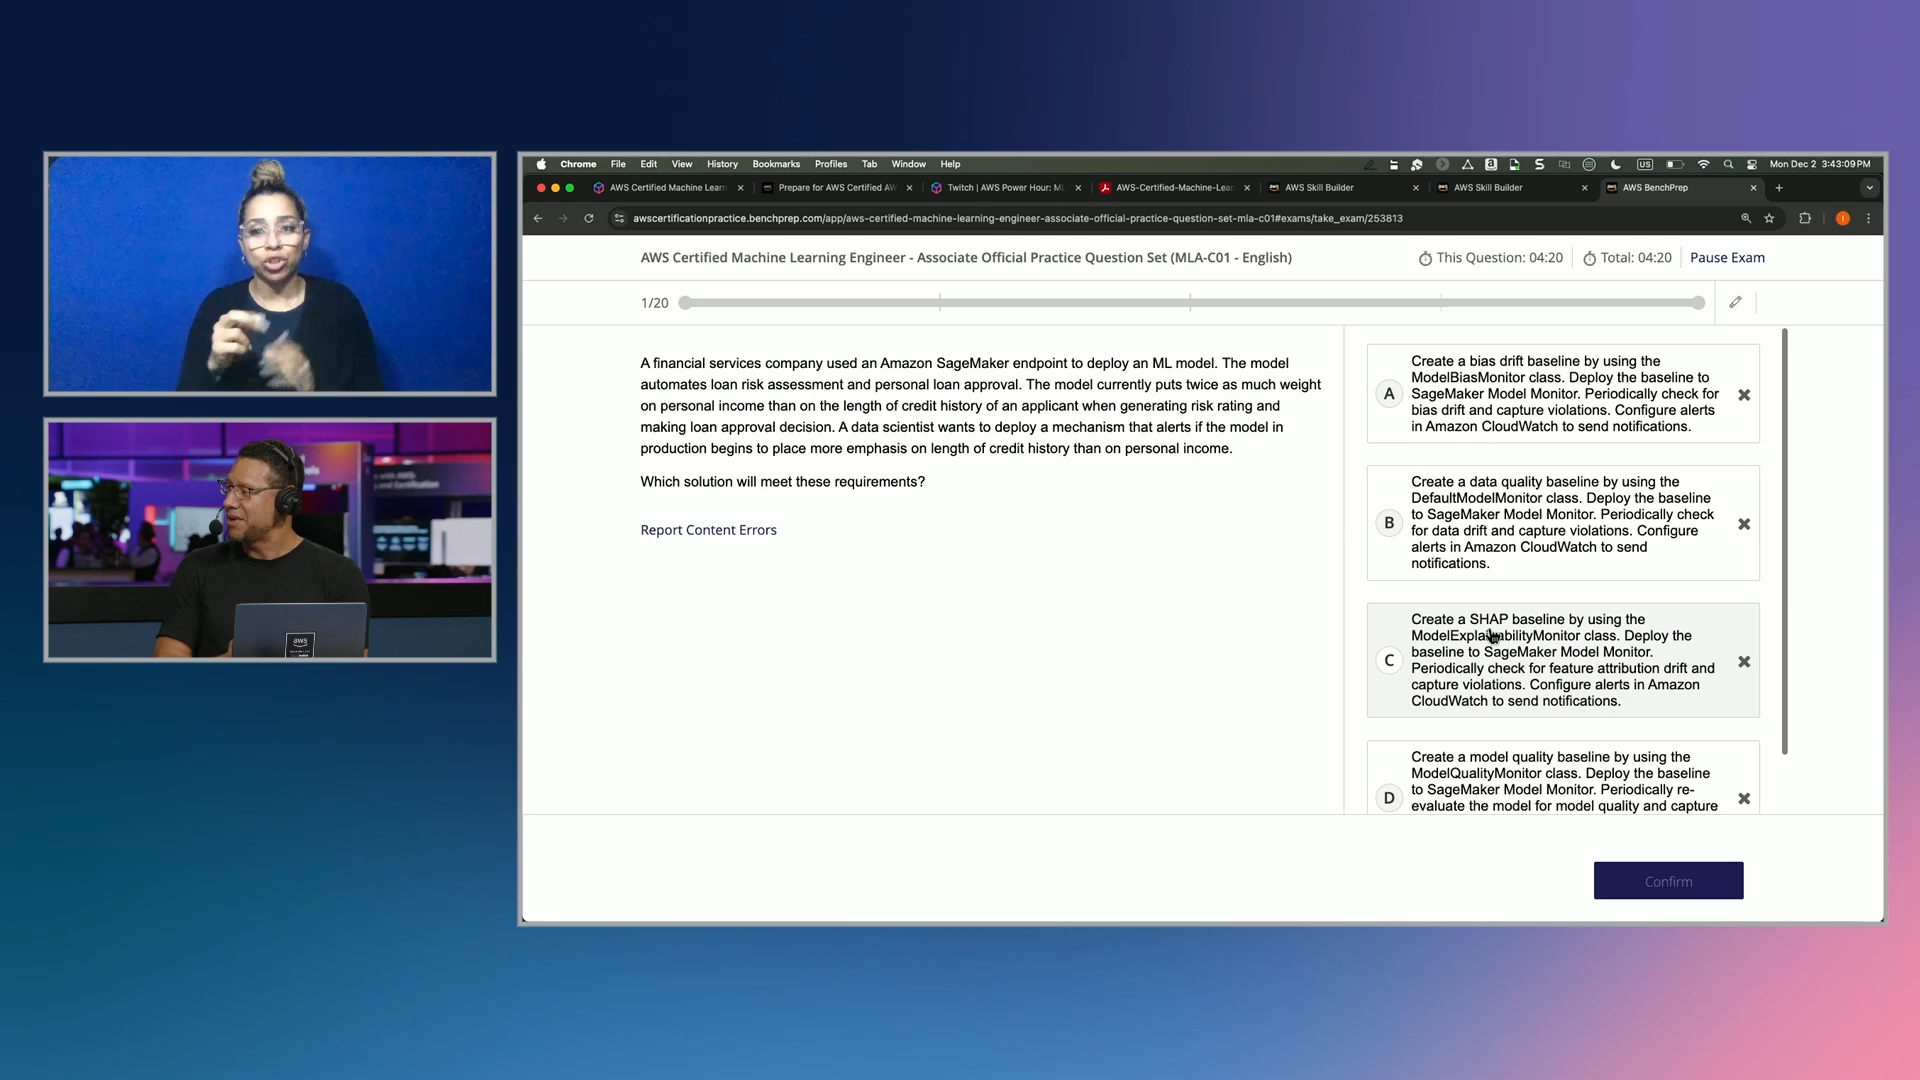 Chrome File Edit View History Bookmarks Profiles Tab Window Help
US
Mon Dec 2 3:43:09 PM
AWS Certified Machine Learn
Prepare for AWS Certified AW
Twitch | AWS Power Hour: ML
AWS-Certified-Machine-Lear
AWS Skill Builder
AWS Skill Builder
AWS BenchPrep
awscertificationpractice.benchprep.com/app/aws-certified-machine-learning-engineer-associate-official-practice-question-set-mla-c01#exams/take_exam/253813
AWS Certified Machine Learning Engineer - Associate Official Practice Question Set (MLA-C01 - English)
This Question: 04:20
Total: 04:20
Pause Exam
1/20
A financial services company used an Amazon SageMaker endpoint to deploy an ML model. The model
automates loan risk assessment and personal loan approval. The model currently puts twice as much weight
on personal income than on the length of credit history of an applicant when generating risk rating and
making loan approval decision. A data scientist wants to deploy a mechanism that alerts if the model in
production begins to place more emphasis on length of credit history than on personal income.
Which solution will meet these requirements?
Report Content Errors
A
Create a bias drift baseline by using the
ModelBiasMonitor class. Deploy the baseline to
SageMaker Model Monitor. Periodically check for
bias drift and capture violations. Configure alerts
in Amazon CloudWatch to send notifications.
B
Create a data quality baseline by using the
DefaultModelMonitor class. Deploy the baseline
to SageMaker Model Monitor. Periodically check
for data drift and capture violations. Configure
alerts in Amazon CloudWatch to send
notifications.
C
Create a SHAP baseline by using the
ModelExplainabilityMonitor class. Deploy the
baseline to SageMaker Model Monitor.
Periodically check for feature attribution drift and
capture violations. Configure alerts in Amazon
CloudWatch to send notifications.
D
Create a model quality baseline by using the
ModelQualityMonitor class. Deploy the baseline
to SageMaker Model Monitor. Periodically re-
evaluate the model for model quality and capture
Confirm
aws